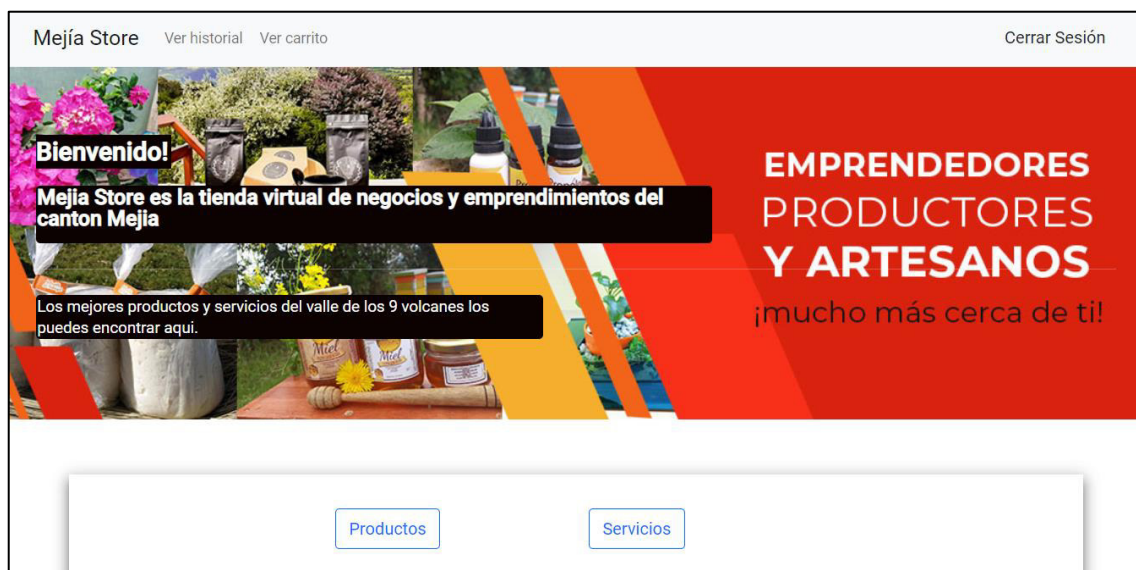 Mejía Store Ver historial Ver carrito Cerrar Sesión
Bienvenido!
Mejia Store es la tienda virtual de negocios y emprendimientos del
canton Mejia
Los mejores productos y servicios del valle de los 9 volcanes los
puedes encontrar aqui.
EMPRENDEDORES
PRODUCTORES
Y ARTESANOS
¡mucho más cerca de ti!
Miel
Miel
Productos Servicios